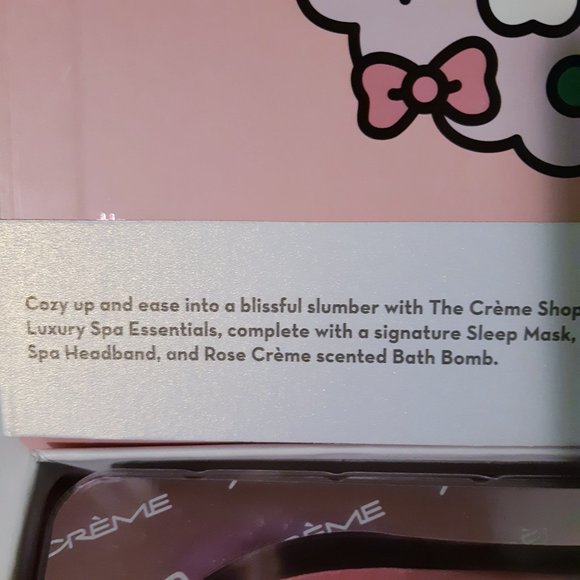 Cozy up and ease into a blissful slumber with The Crème Shop
Luxury Spa Essentials, complete with a signature Sleep Mask,
Spa Headband, and Rose Crème scented Bath Bomb.
CRÈME
CRÈME